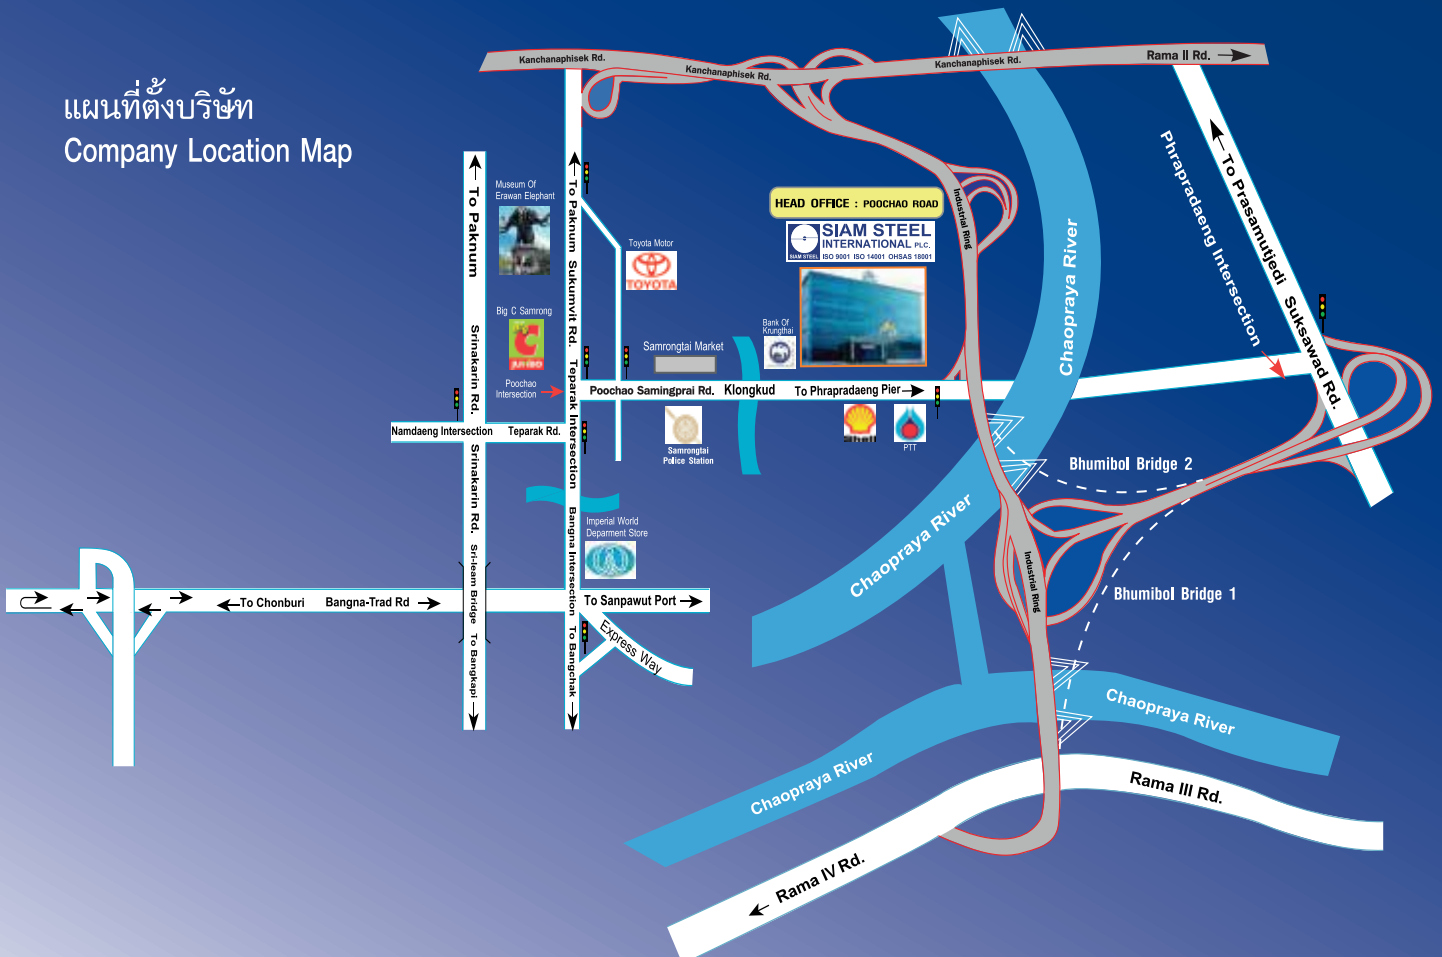 แผนที่ตั้งบริษัท
Company Location Map
Kanchanaphisek Rd.
Kanchanaphisek Rd.
Kanchanaphisek Rd.
Rama II Rd.
To Paknum
Srinakarin Rd.
Srinakarin Rd.
Sri-leam Bridge
To Bangkapi
Museum Of
Erawan Elephant
Big C Samrong
C
JUMBO
Poochao
Intersection
Namdaeng Intersection
Teparak Rd.
To Paknum
Sukumvit Rd.
Teparak Intersection
Bangna Intersection
To Bangchak
Toyota Motor
TOYOTA
Samrongtai Market
Bank Of
Krungthai
HEAD OFFICE : POOCHAO ROAD
SIAM STEEL
INTERNATIONAL PLC.
SIAM STEEL
ISO 9001 ISO 14001 OHSAS 18001
Poochao Samingprai Rd.
Klongkud
To Phrapradaeng Pier
Samrongtai
Police Station
Shell
PTT
Industrial Ring
Chaopraya River
Phrapradaeng Intersection
To Prasamutjedi
Suksawad Rd.
Bhumibol Bridge 2
Chaopraya River
Imperial World
Deparment Store
To Chonburi
Bangna-Trad Rd
To Sanpawut Port
Express Way
Industrial Ring
Bhumibol Bridge 1
Chaopraya River
Chaopraya River
Rama III Rd.
Rama IV Rd.